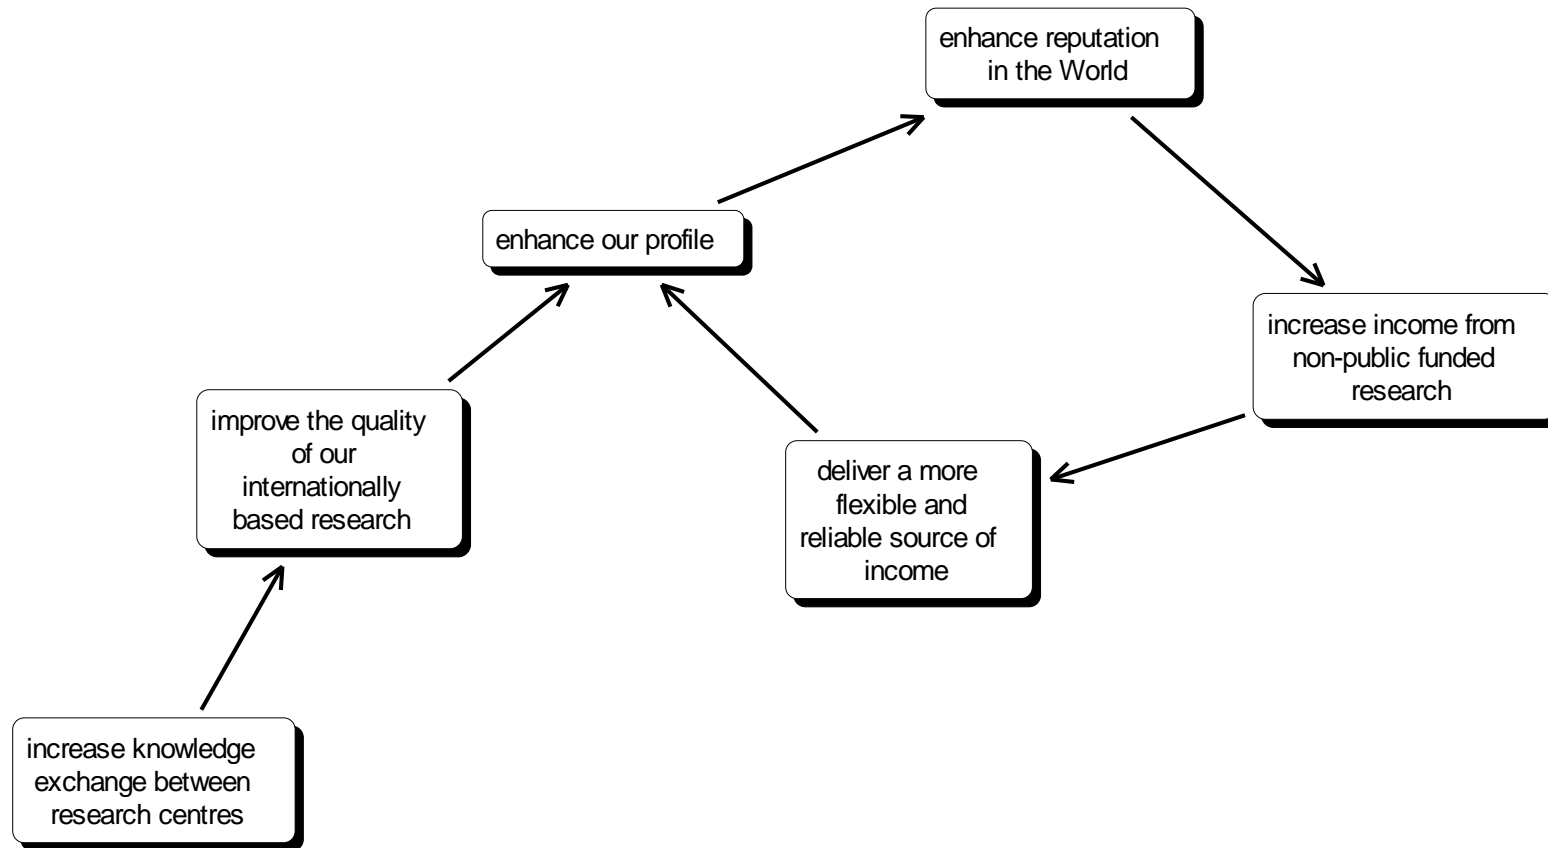 enhance reputation
in the World
enhance our profile
increase income from
non-public funded
research
improve the quality
of our
internationally
based research
deliver a more
flexible and
reliable source of
income
increase knowledge
exchange between
research centres